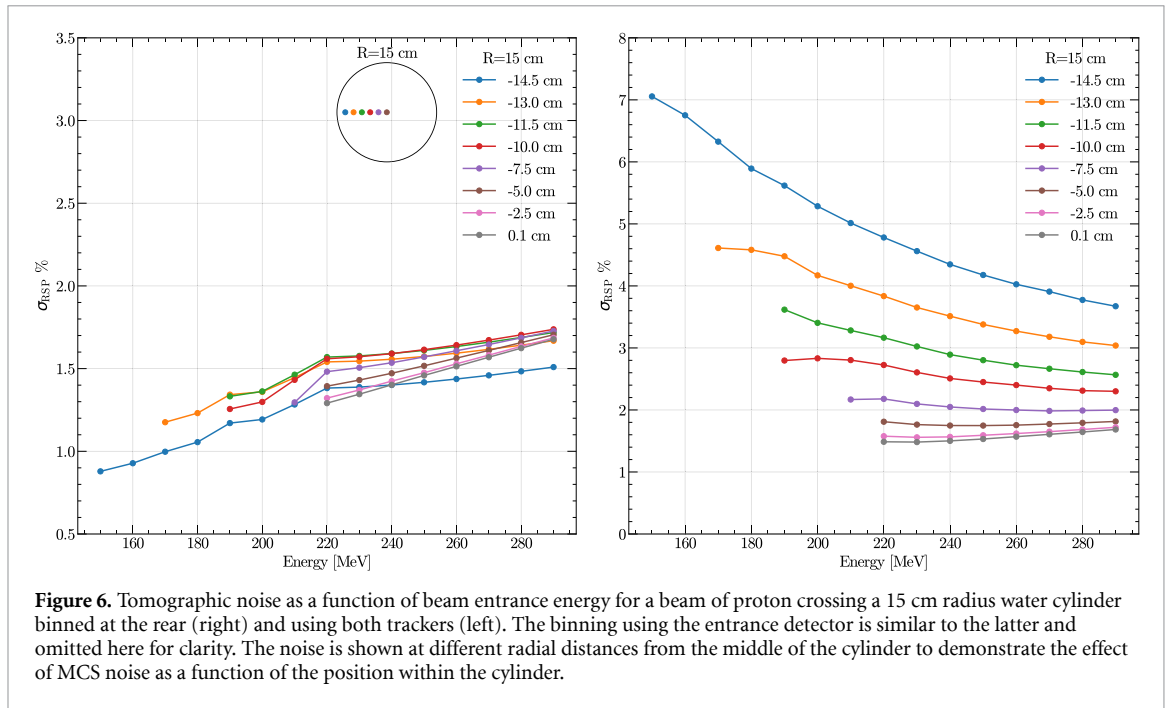 3.5
3.0
2.5
2.0
1.5
1.0
0.5
σRSP %
160 180 200 220 240 260 280
Energy [MeV]
R=15 cm
R=15 cm
-14.5 cm
-13.0 cm
-11.5 cm
-10.0 cm
-7.5 cm
-5.0 cm
-2.5 cm
0.1 cm
8
7
6
5
4
3
2
1
0
σRSP %
160 180 200 220 240 260 280
Energy [MeV]
R=15 cm
-14.5 cm
-13.0 cm
-11.5 cm
-10.0 cm
-7.5 cm
-5.0 cm
-2.5 cm
0.1 cm
Figure 6. Tomographic noise as a function of beam entrance energy for a beam of proton crossing a 15 cm radius water cylinder
binned at the rear (right) and using both trackers (left). The binning using the entrance detector is similar to the latter and
omitted here for clarity. The noise is shown at different radial distances from the middle of the cylinder to demonstrate the effect
of MCS noise as a function of the position within the cylinder.